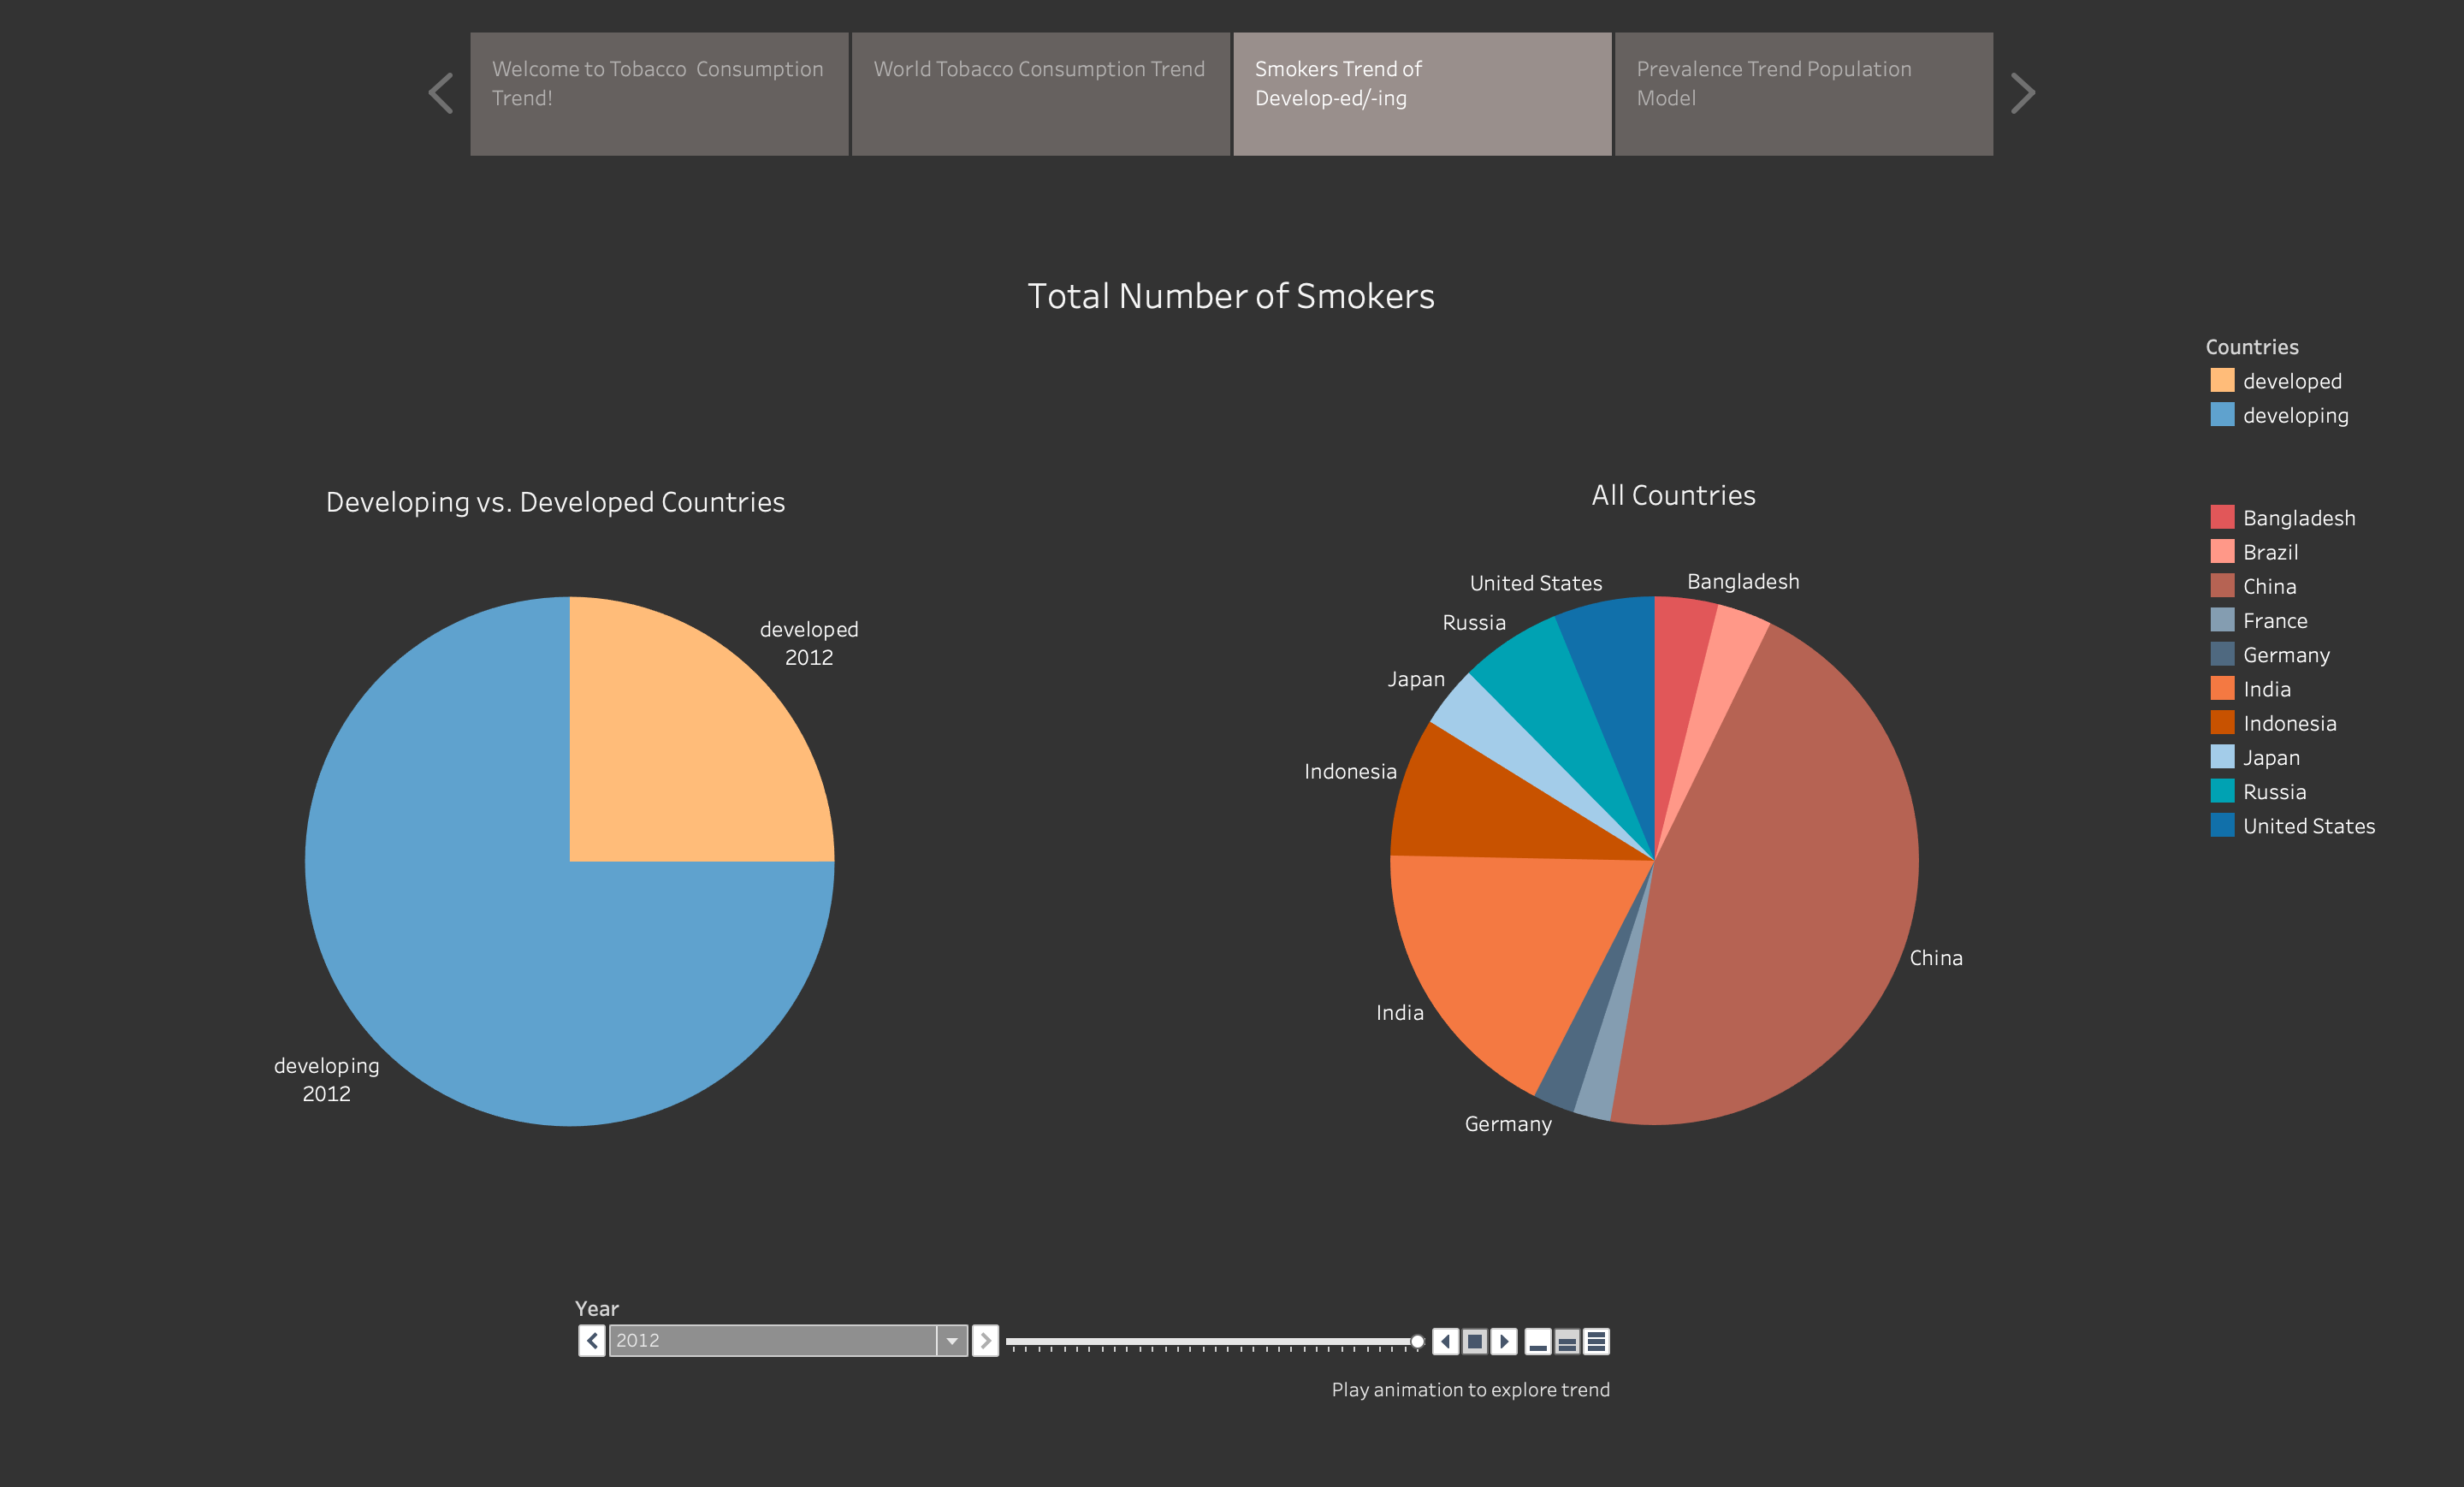 Welcome to Tobacco  Consumption
Trend!
World Tobacco Consumption Trend
Smokers Trend of
Develop-ed/-ing
Prevalence Trend Population
Model
Total Number of Smokers
Countries
developed
developing
Developing vs. Developed Countries
developed
2012
developing
2012
All Countries
United States
Bangladesh
Russia
Japan
Indonesia
China
India
Germany
Bangladesh
Brazil
China
France
Germany
India
Indonesia
Japan
Russia
United States
Year
2012
Play animation to explore trend